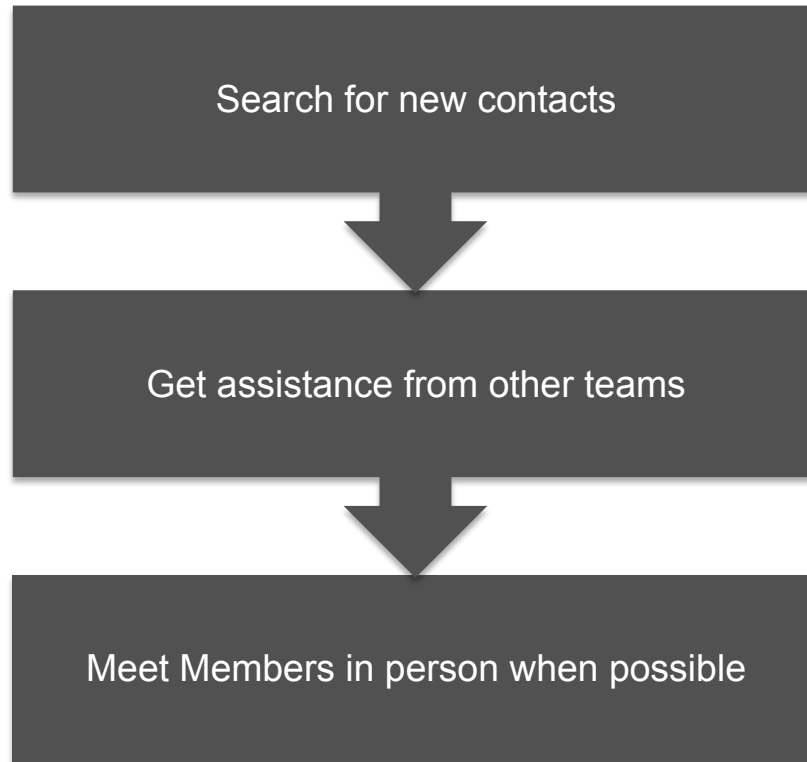 Search for new contacts
Get assistance from other teams
Meet Members in person when possible